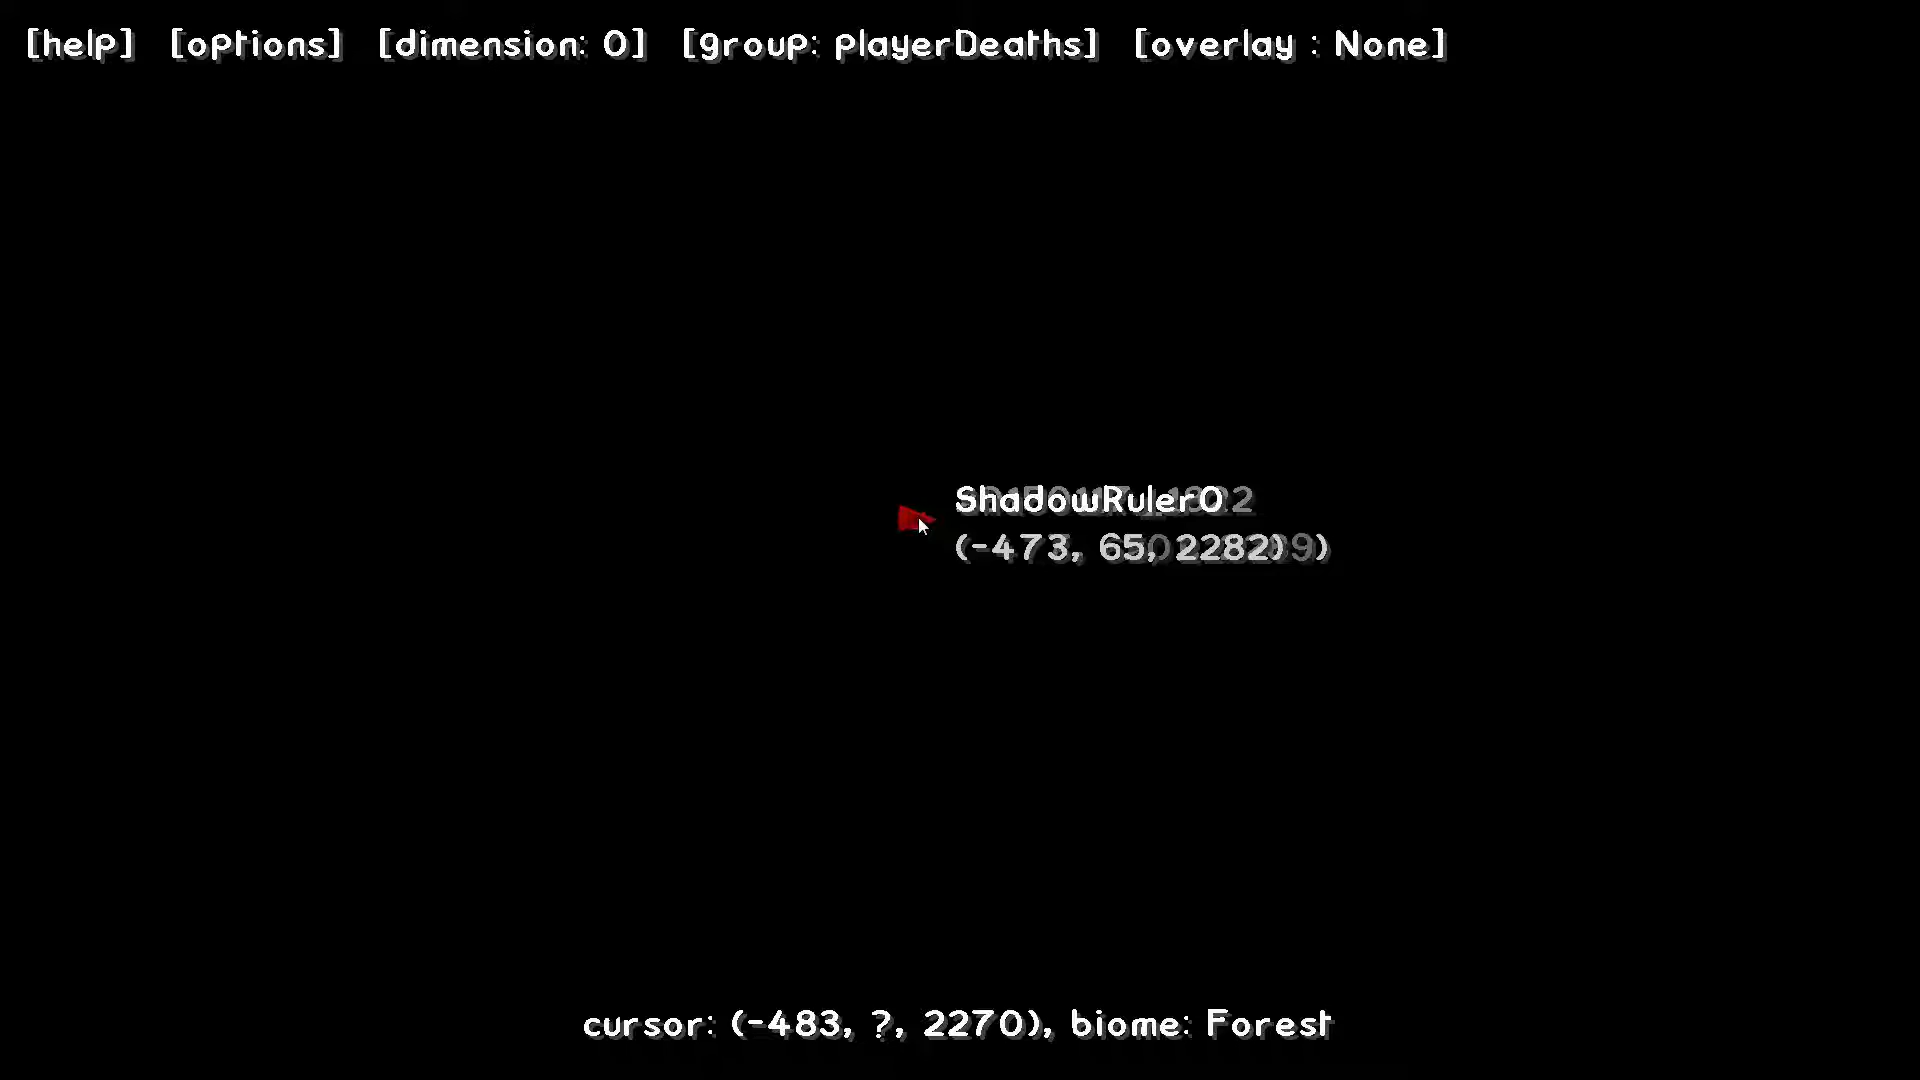 [help] [options] [dimension: 0] [group: playerDeaths] [overlay : None]
ShadowRuler0
(-473, 65, 2282)
cursor: (-483, ?, 2270), biome: Forest